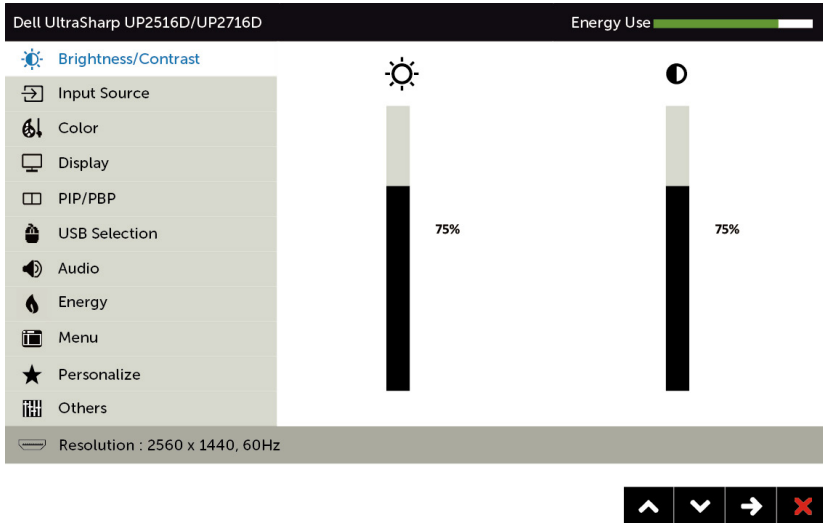 Dell UltraSharp UP2516D/UP2716D
Energy Use
Brightness/Contrast
Input Source
Color
Display
PIP/PBP
USB Selection
Audio
Energy
Menu
Personalize
Others
75%
75%
Resolution : 2560 x 1440, 60Hz